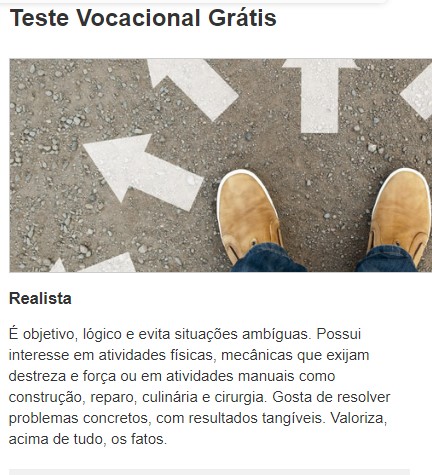 Teste Vocacional Grátis
Realista
É objetivo, lógico e evita situações ambíguas. Possui
interesse em atividades físicas, mecânicas que exijam
destreza e força ou em atividades manuais como
construção, reparo, culinária e cirurgia. Gosta de resolver
problemas concretos, com resultados tangíveis. Valoriza,
acima de tudo, os fatos.